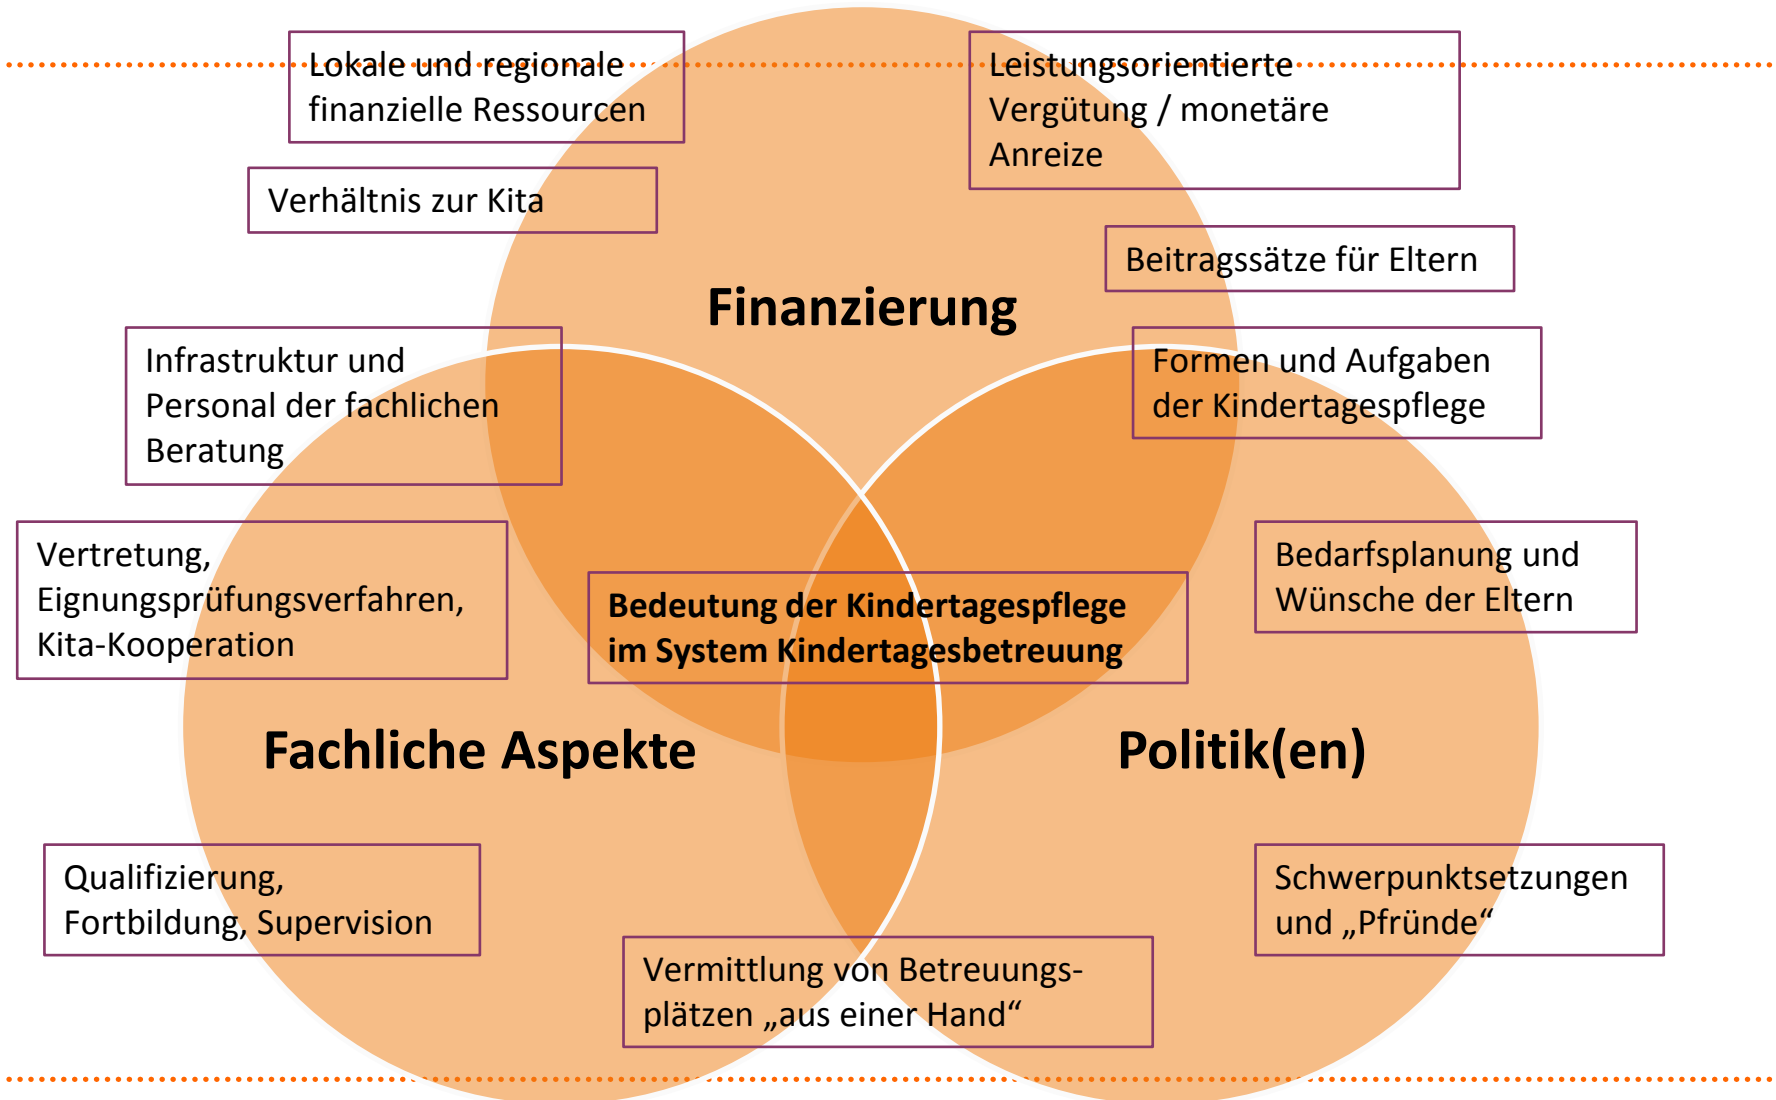 Lokale und regionale
finanzielle Ressourcen
Leistungsorientierte
Vergütung / monetäre
Anreize
Verhältnis zur Kita
Beitragssätze für Eltern
Finanzierung
Infrastruktur und
Personal der fachlichen
Beratung
Formen und Aufgaben
der Kindertagespflege
Vertretung,
Eignungsprüfungsverfahren,
Kita-Kooperation
Bedeutung der Kindertagespflege
im System Kindertagesbetreuung
Bedarfsplanung und
Wünsche der Eltern
Fachliche Aspekte
Politik(en)
Qualifizierung,
Fortbildung, Supervision
Schwerpunktsetzungen
und „Pfründe“
Vermittlung von Betreuungs-
plätzen „aus einer Hand“